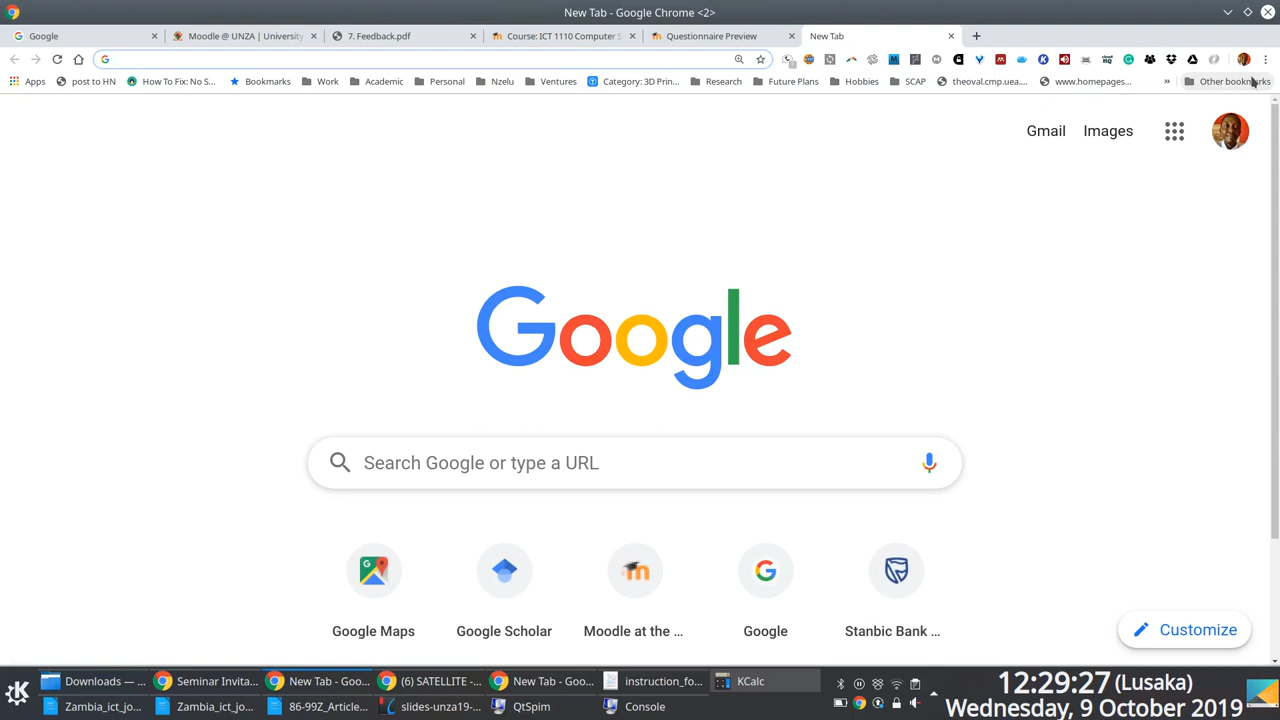 New Tab - Google Chrome <2>
Google
Moodle @ UNZA | University
7. Feedback.pdf
Course: ICT 1110 Computer S
Questionnaire Preview
New Tab
Apps
post to HN
How To Fix: No S...
Bookmarks
Work
Academic
Personal
Nzelu
Ventures
Category: 3D Prin...
Research
Future Plans
Hobbies
SCAP
theoval.cmp.uea....
www.homepages...
»
Other bookmarks
Gmail
Images
Google
Search Google or type a URL
Google Maps
Google Scholar
Moodle at the ...
Google
Stanbic Bank ...
Customize
Downloads — ...
Seminar Invita...
New Tab - Goo...
(6) SATELLITE -...
New Tab - Goo...
instruction_fo...
KCalc
12:29:27 (Lusaka)
Zambia_ict_jo...
Zambia_ict_jo...
86-99Z_Article...
slides-unza19-...
QtSpim
Console
Wednesday, 9 October 2019